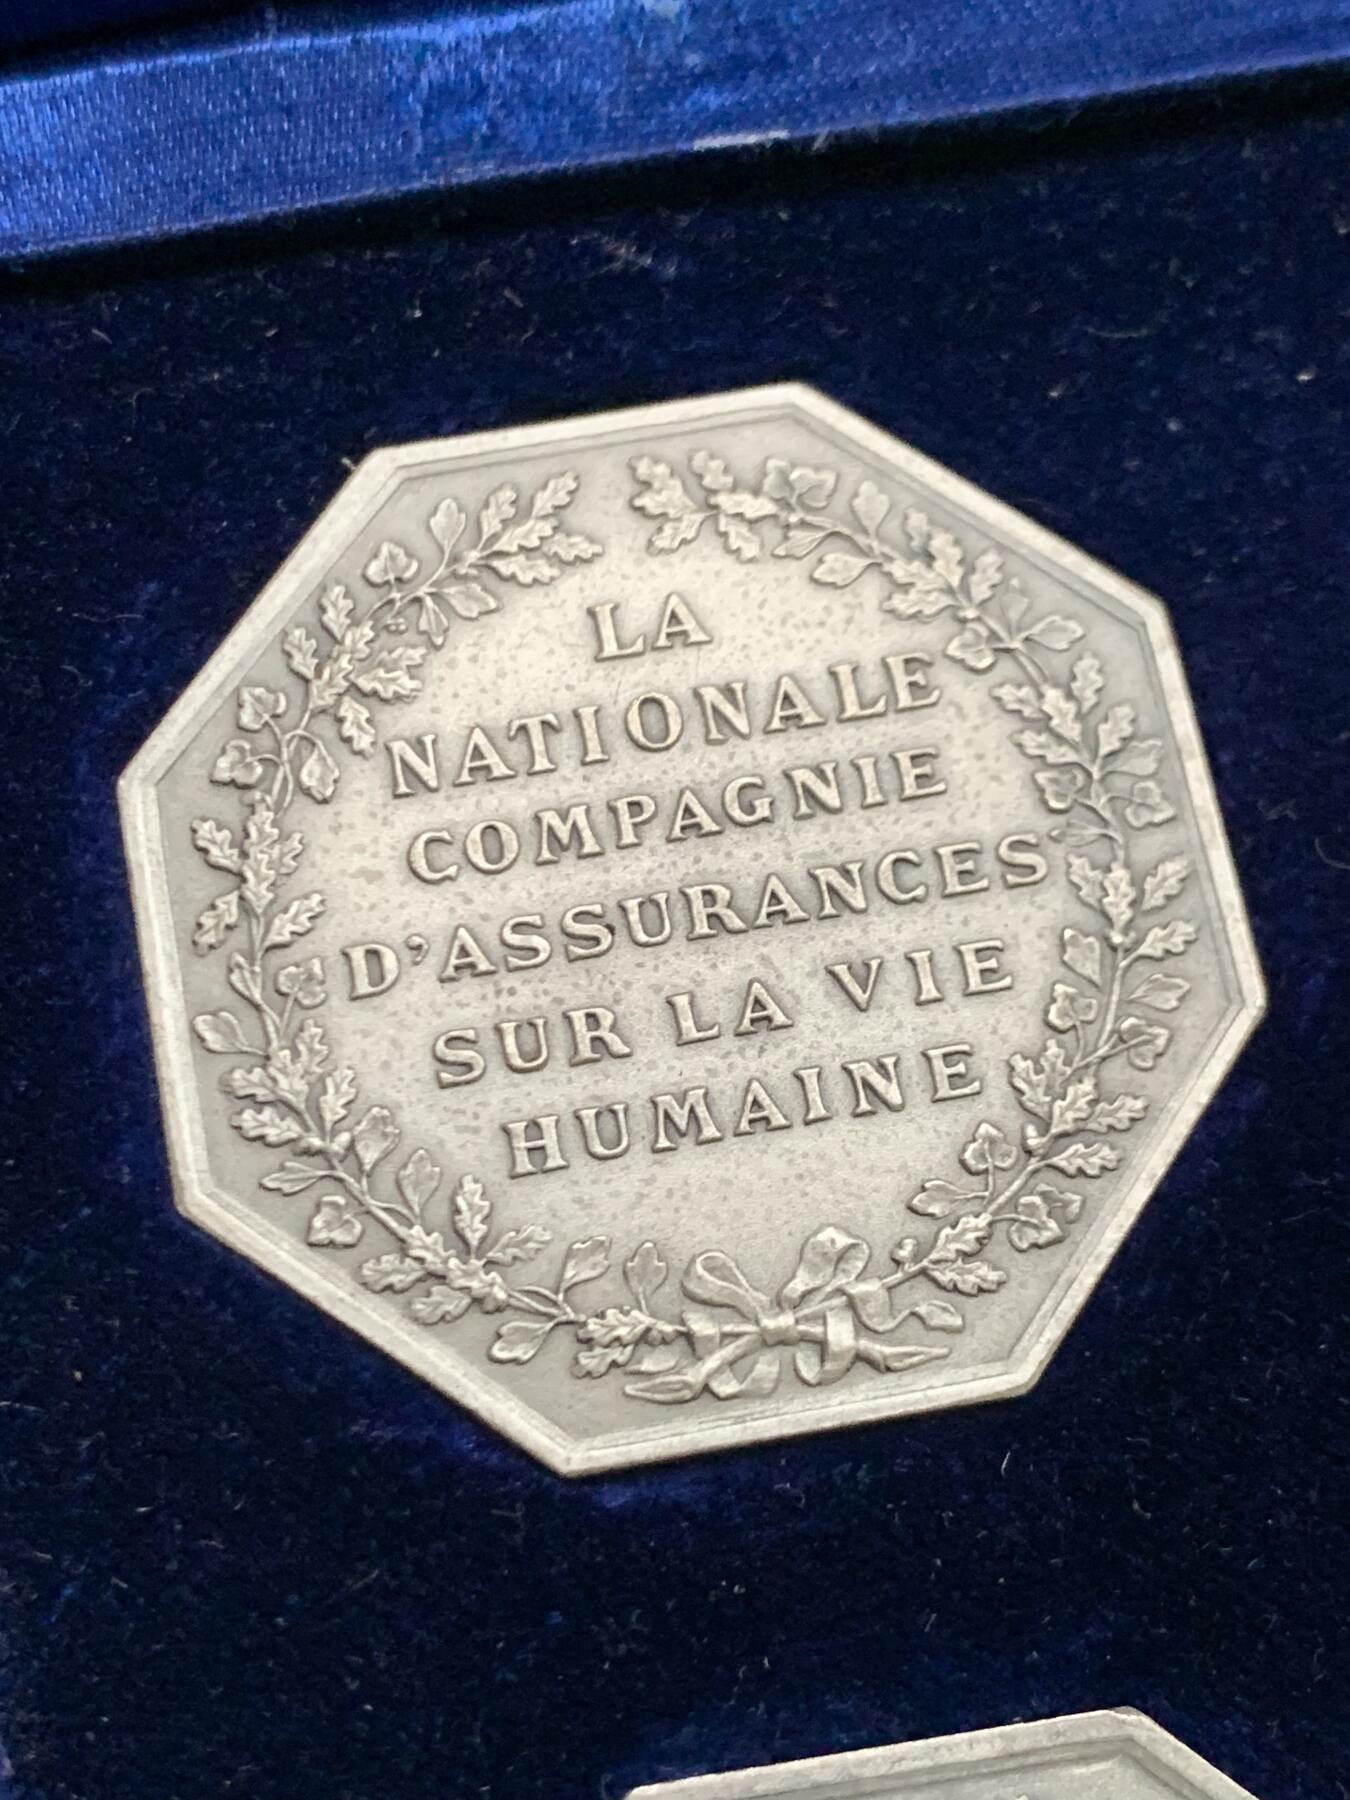 LA
NATIONALE
COMPAGNIE
D'ASSURANCES
SUR LA VIE
HUMAINE